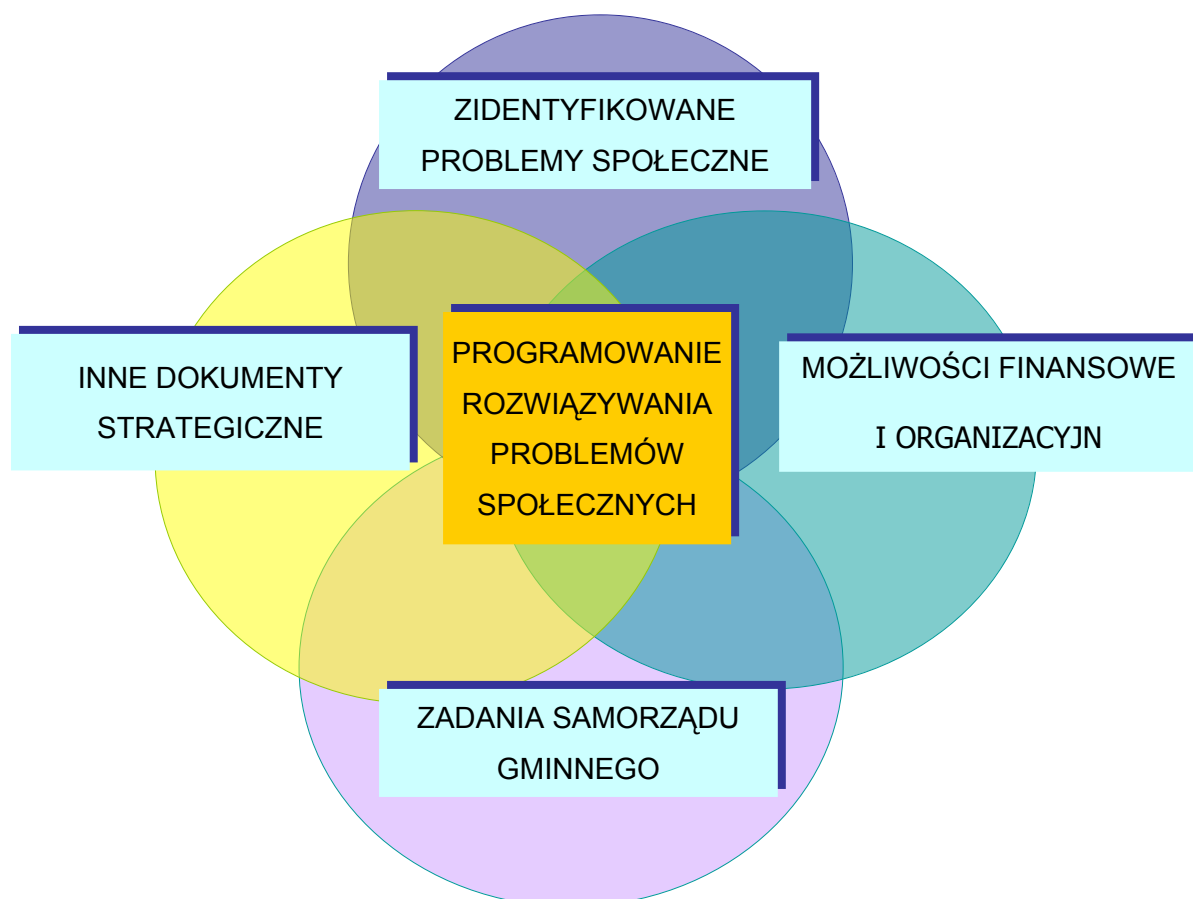 ZIDENTYFIKOWANE
PROBLEMY SPOŁECZNE
INNE DOKUMENTY
STRATEGICZNE
PROGRAMOWANIE
ROZWIĄZYWANIA
PROBLEMÓW
SPOŁECZNYCH
MOŻLIWOŚCI FINANSOWE
I ORGANIZACYJN
ZADANIA SAMORZĄDU
GMINNEGO